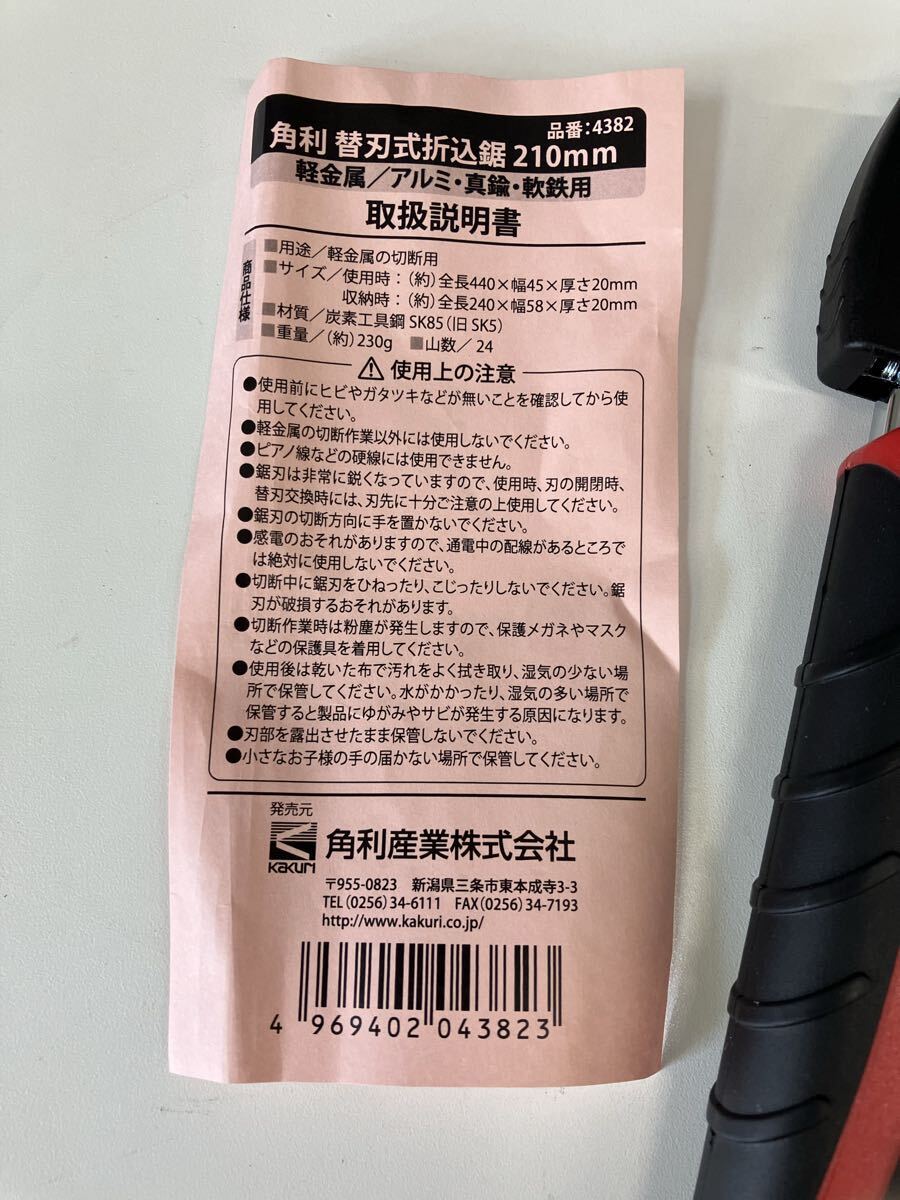 品番:4382
角利 替刃式折込鋸 210mm
軽金属/アルミ・真鍮・軟鉄用
取扱説明書
商品仕様
■用途/軽金属の切断用
■サイズ/使用時:(約)全長440×幅45×厚さ20mm
収納時:(約)全長240×幅58×厚さ20mm
■材質/炭素工具鋼 SK85(旧 SK5)
■重量/(約)230g ■山数/24
⚠ 使用上の注意
●使用前にヒビやガタツキなどが無いことを確認してから使
用してください。
●軽金属の切断作業以外には使用しないでください。
●ピアノ線などの硬線には使用できません。
●鋸刃は非常に鋭くなっていますので、使用時、刃の開閉時、
替刃交換時には、刃先に十分ご注意の上使用してください。
●鋸刃の切断方向に手を置かないでください。
●感電のおそれがありますので、通電中の配線があるところで
は絶対に使用しないでください。
●切断中に鋸刃をひねったり、こじったりしないでください。鋸
刃が破損するおそれがあります。
●切断作業時は粉塵が発生しますので、保護メガネやマスク
などの保護具を着用してください。
●使用後は乾いた布で汚れをよく拭き取り、湿気の少ない場
所で保管してください。水がかかったり、湿気の多い場所で
保管すると製品にゆがみやサビが発生する原因になります。
●刃部を露出させたまま保管しないでください。
●小さなお子様の手の届かない場所で保管してください。
発売元
KAKURI 角利産業株式会社
〒955-0823 新潟県三条市東本成寺3-3
TEL(0256)34-6111 FAX(0256)34-7193
http://www.kakuri.co.jp/
4 969402 043823